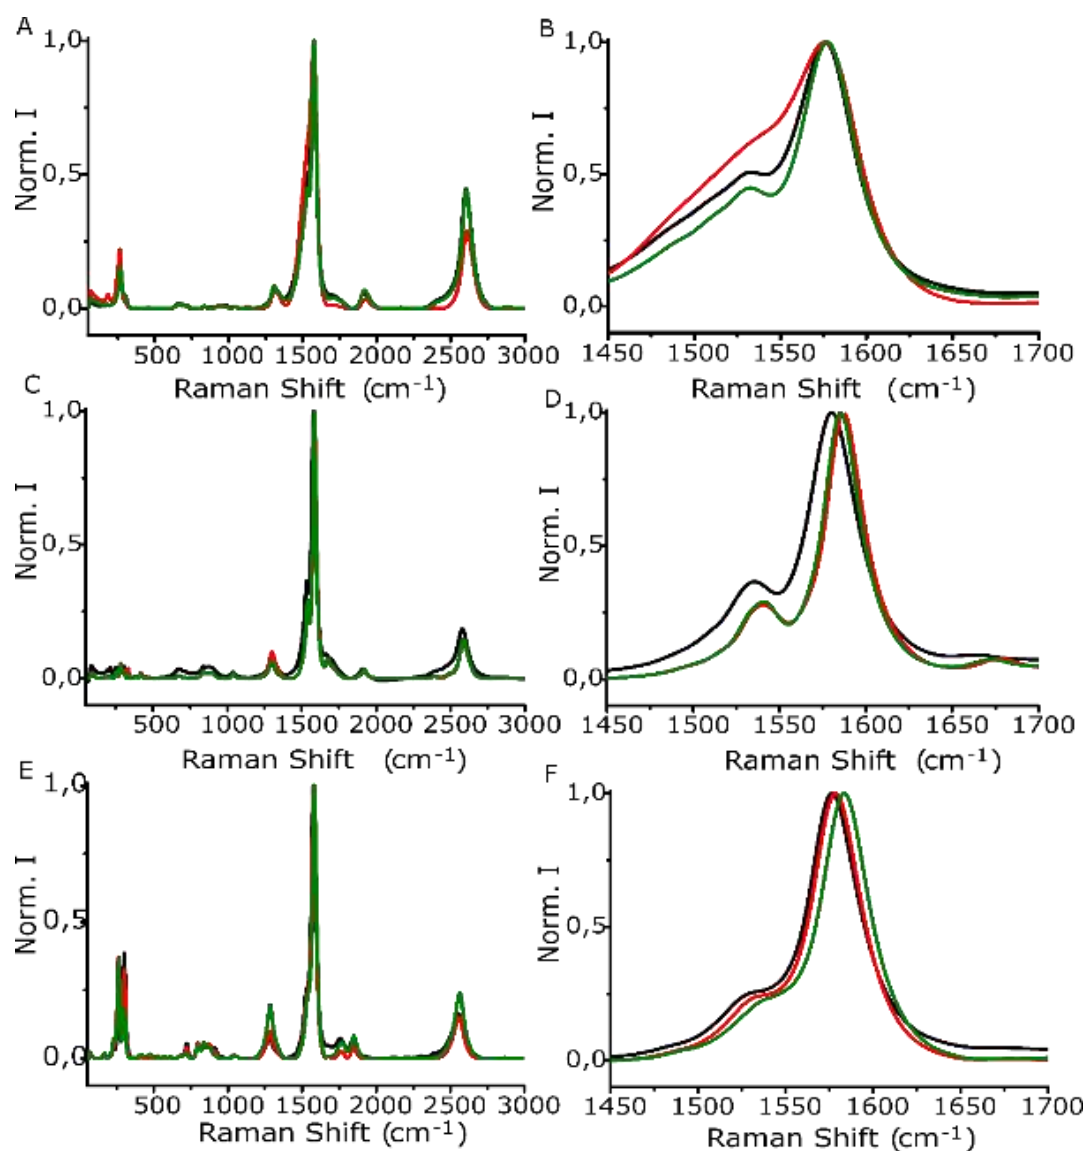 A
B
1,0
1,0
Norm. I
Norm. I
0,5
0,5
0,0
0,0
500 1000 1500 2000 2500 3000
1450 1500 1550 1600 1650 1700
Raman Shift (cm-1)
Raman Shift (cm-1)
C
D
1,0
1,0
Norm. I
Norm. I
0,5
0,5
0,0
0,0
500 1000 1500 2000 2500 3000
1450 1500 1550 1600 1650 1700
Raman Shift (cm-1)
Raman Shift (cm-1)
E
F
1,0
1,0
Norm. I
Norm. I
0,5
0,5
0,0
0,0
500 1000 1500 2000 2500 3000
1450 1500 1550 1600 1650 1700
Raman Shift (cm-1)
Raman Shift (cm-1)